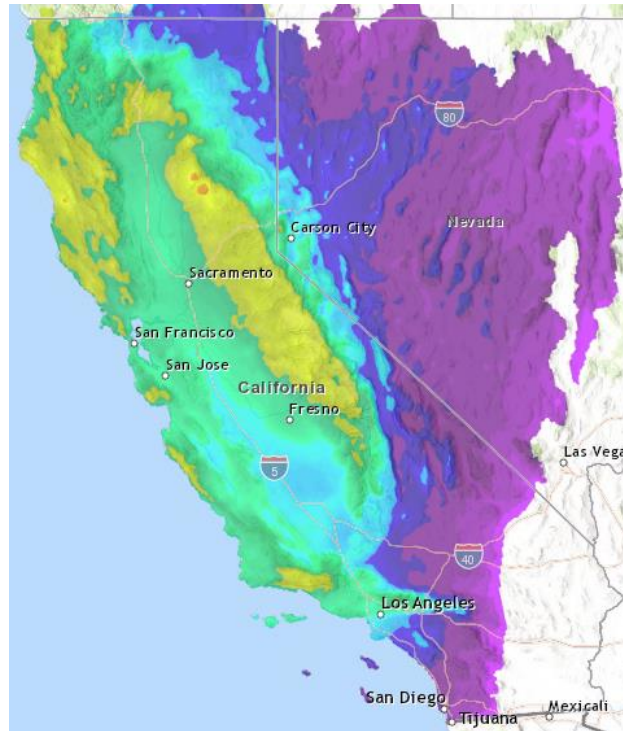 80
Nevada
Carson City
Sacramento
San Francisco
San Jose
California
Fresno
Las Vega
5
40
Los Angeles
San Diego
Mexicali
Tijuana